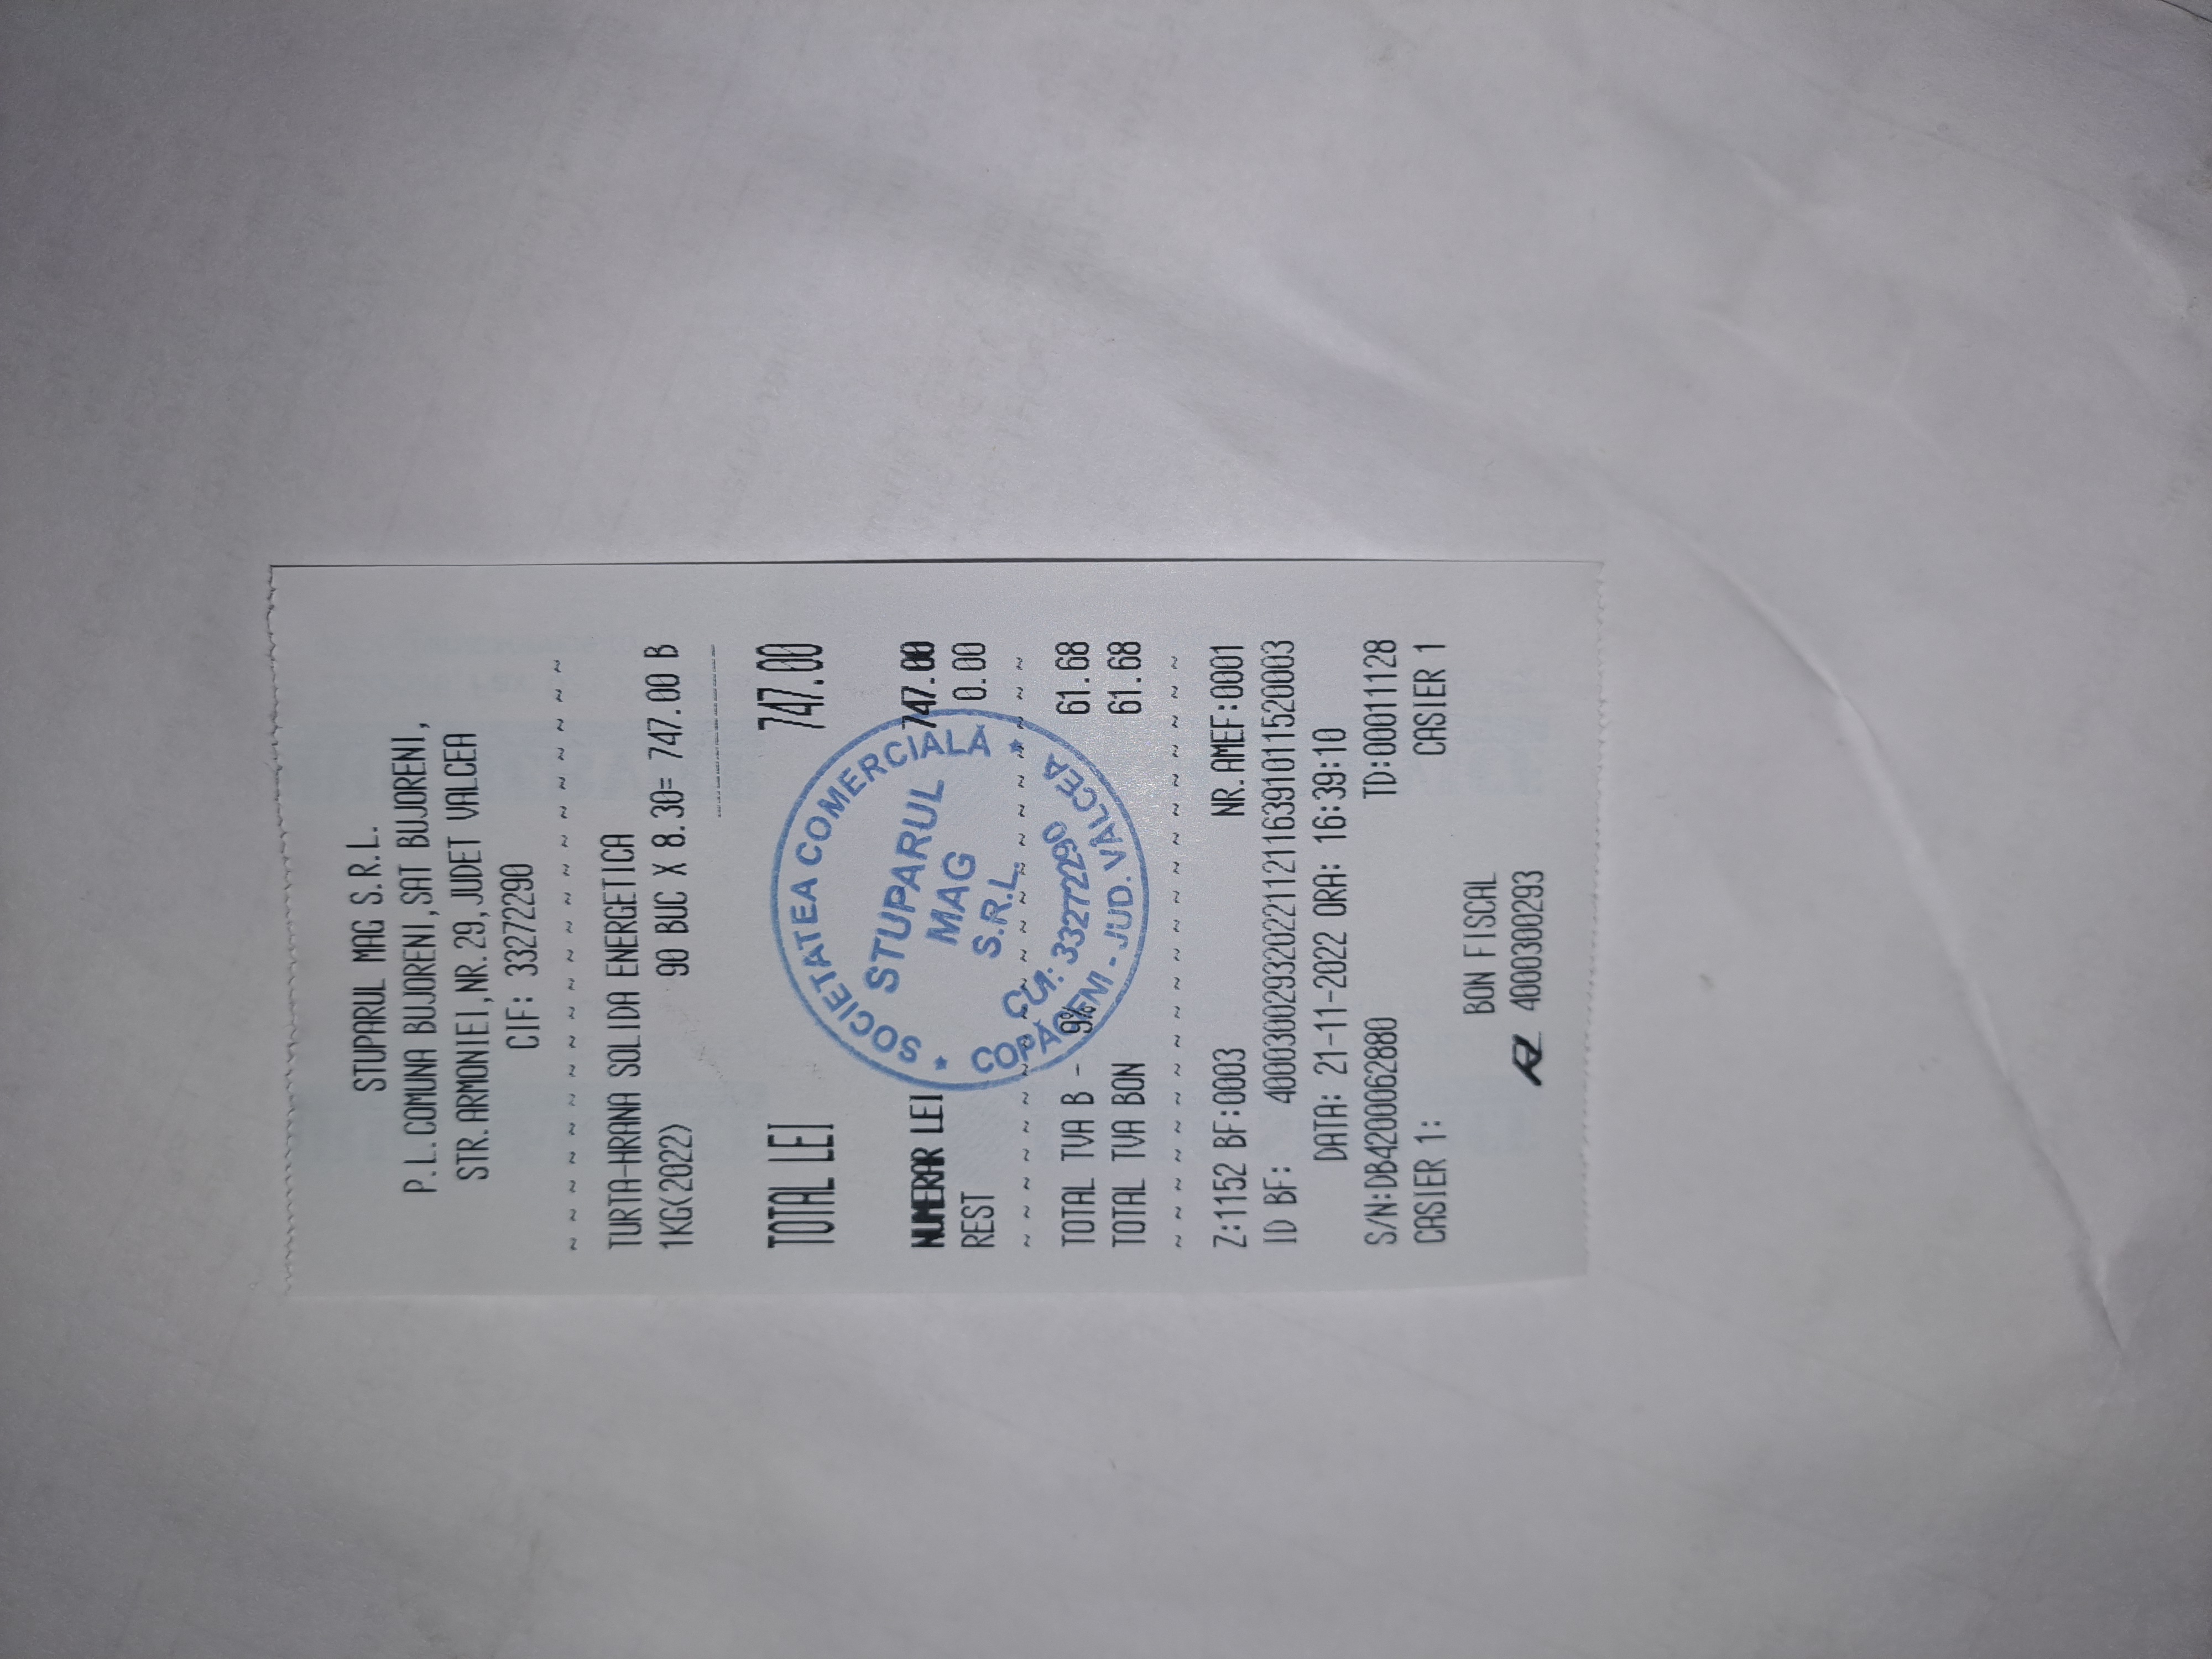 STUPARUL MAG S.R.L.
P.L.COMUNA BUJORENI,SAT BUJORENI,
STR.ARMONIEI,NR.29,JUDET VALCEA
CIF: 33272290
~ ~ ~ ~ ~ ~ ~ ~ ~ ~ ~ ~ ~ ~ ~ ~ ~ ~ ~ ~
TURTA-HRANA SOLIDA ENERGETICA
1KG(2022) 90 BUC X 8.30= 747.00 B
TOTAL LEI 747.00
NUMERAR LEI 747.00
REST 0.00
~ ~ ~ ~ ~ ~ ~ ~ ~ ~ ~ ~ ~ ~ ~ ~ ~ ~ ~ ~
TOTAL TVA B - 9% 61.68
TOTAL TVA BON 61.68
~ ~ ~ ~ ~ ~ ~ ~ ~ ~ ~ ~ ~ ~ ~ ~ ~ ~ ~ ~
Z:1152 BF:0003 NR.AMEF:0001
ID BF: 40003002932022112116391011520003
DATA: 21-11-2022 ORA: 16:39:10
S/N:DB4200062880 TD:00011128
CASIER 1: CASIER 1
BON FISCAL
4000300293
* SOCIETATEA COMERCIALA *
STUPARUL
MAG
S.R.L.
CUI: 33272290
COPĂCENI - JUD. VÂLCEA